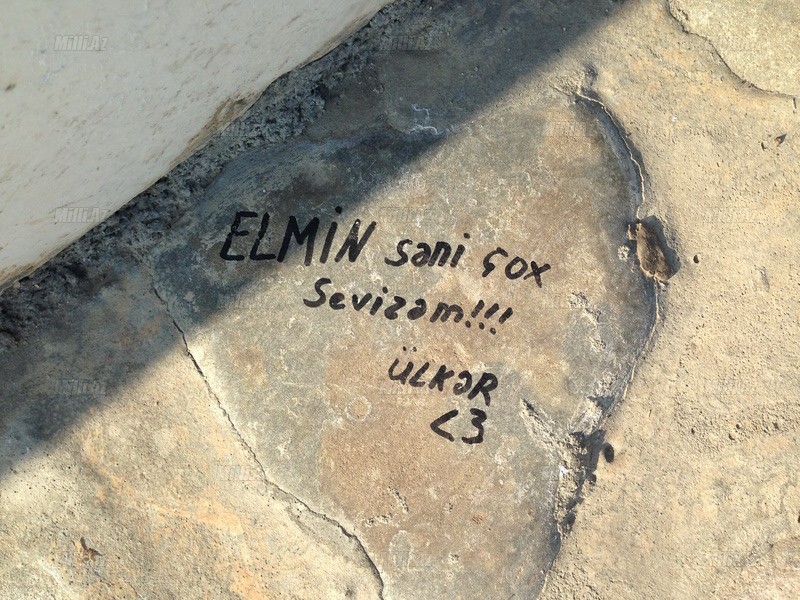 ELMİN səni çox
Sevirəm!!!
ÜLKƏR
<3